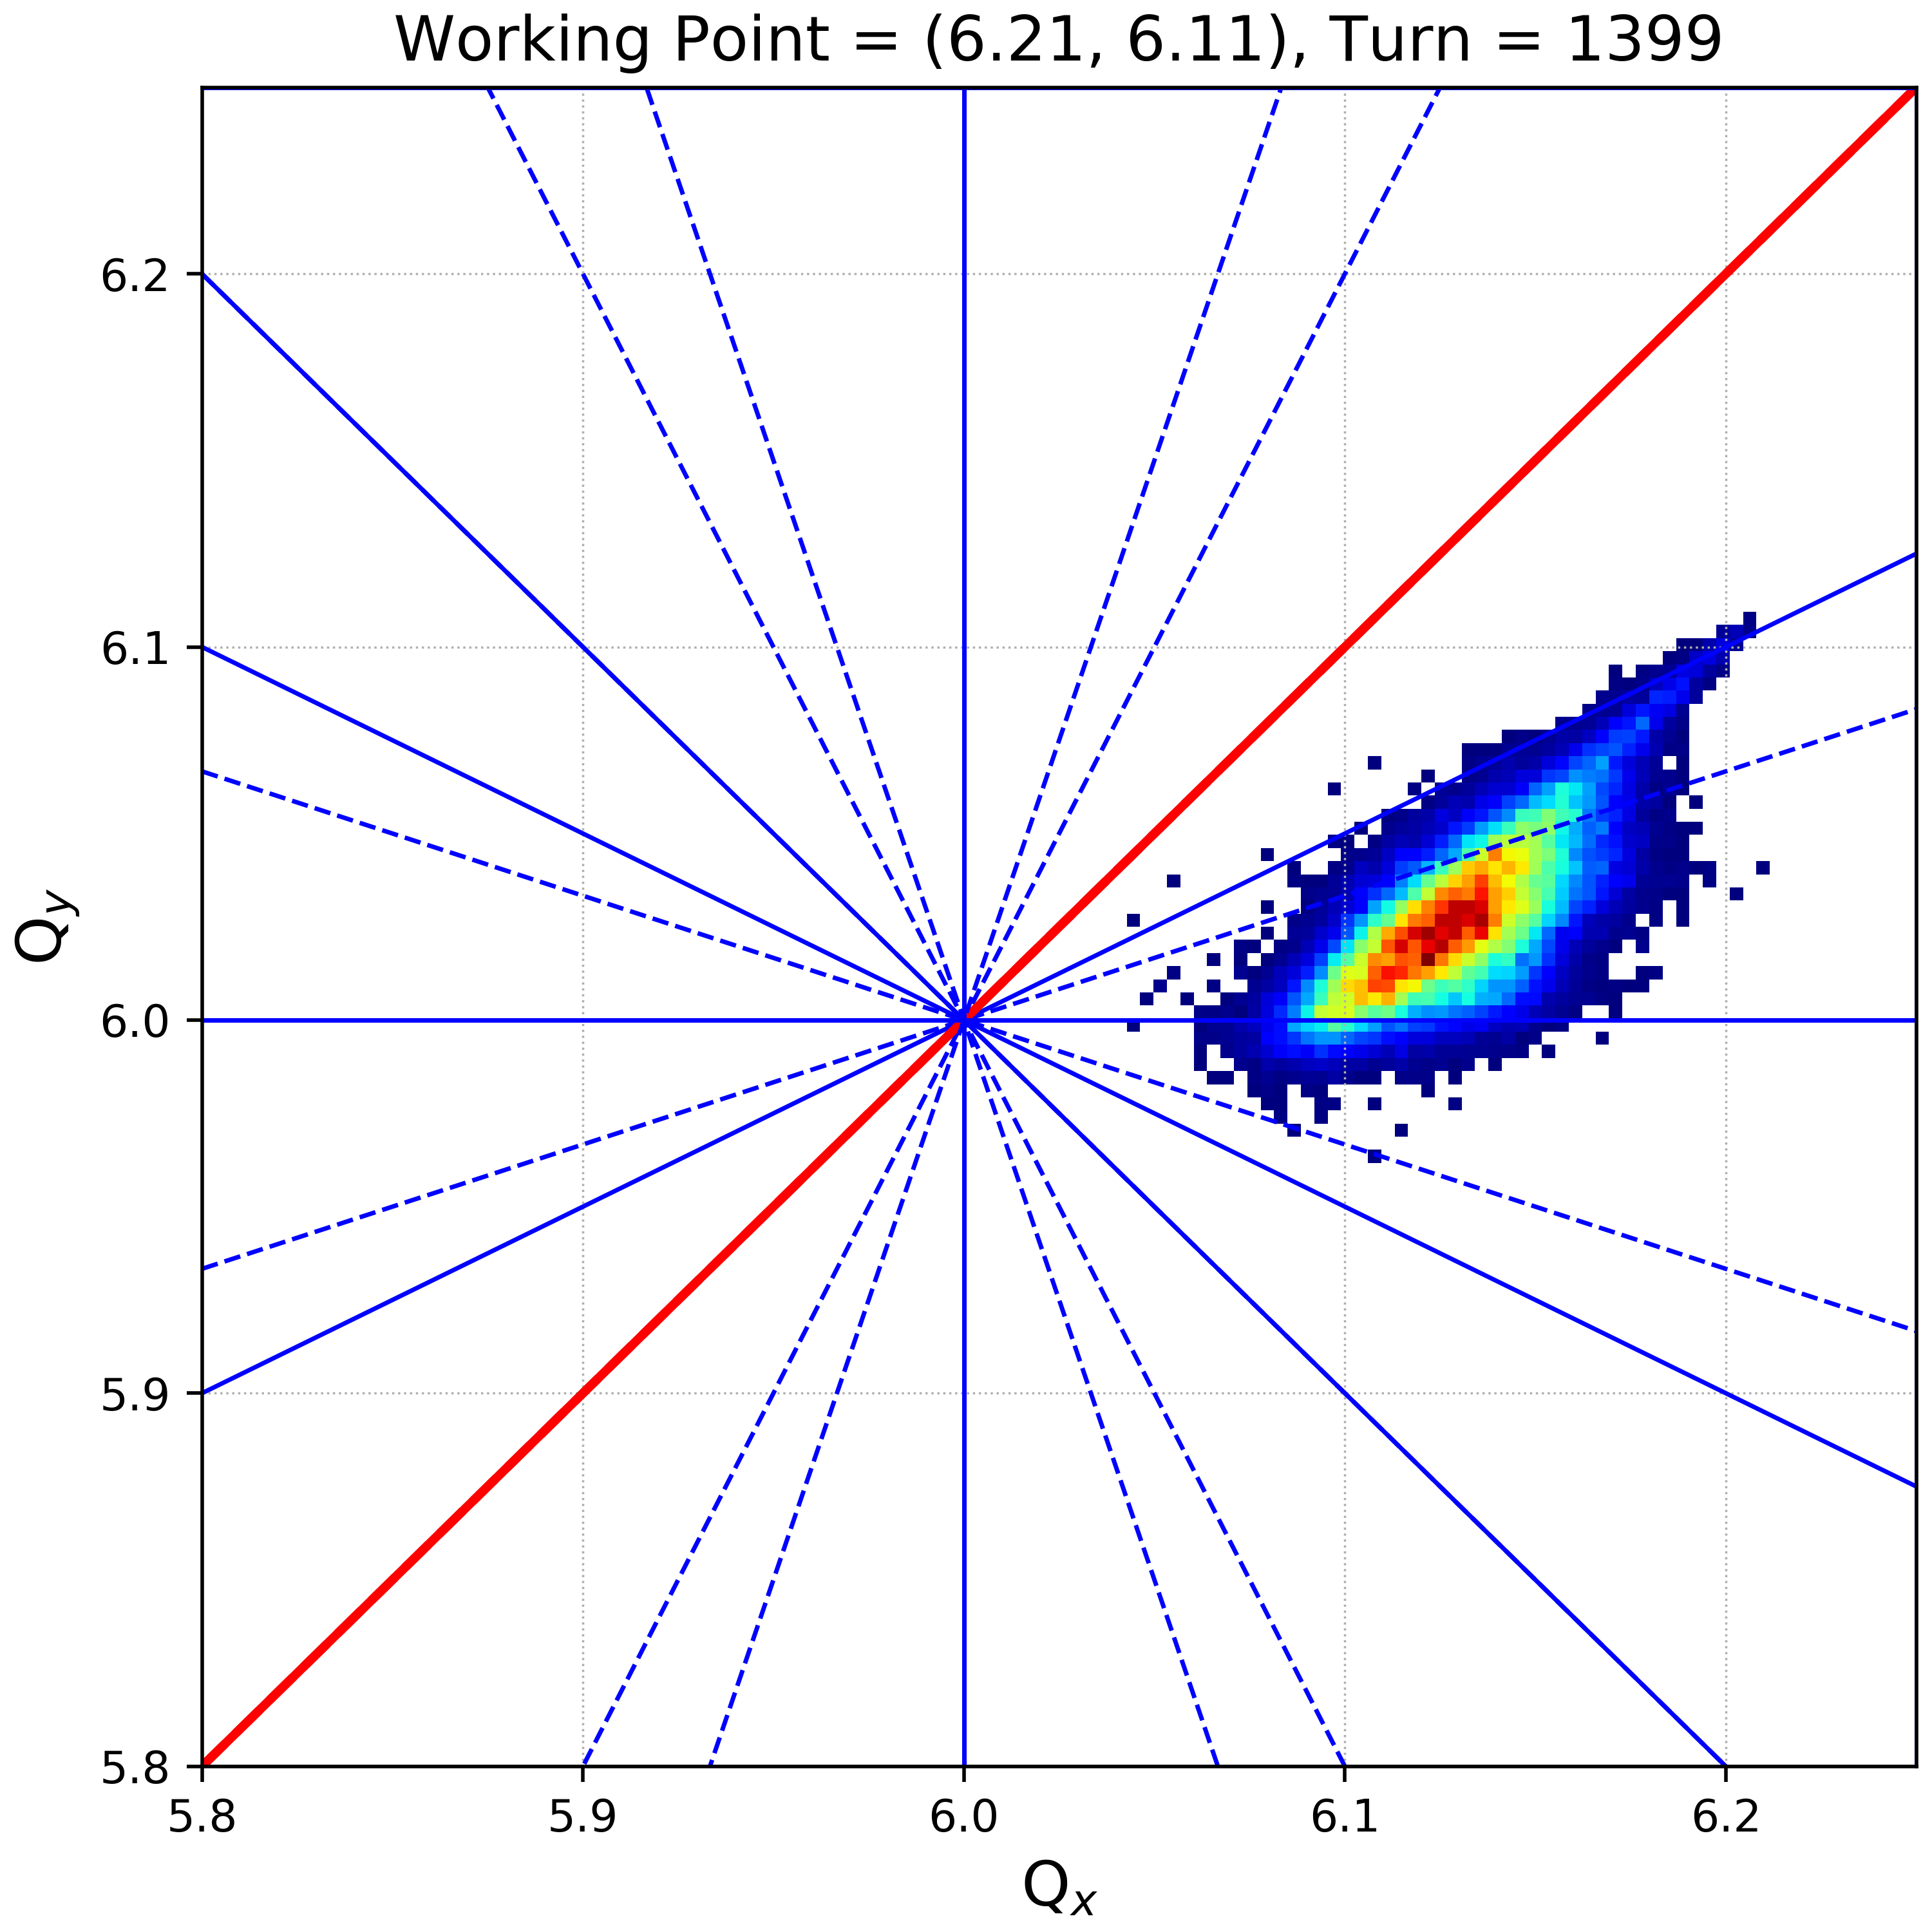 Working Point = (6.21, 6.11), Turn = 1399
6.2
6.1
6.0
5.9
5.8
Qy
5.8 5.9 6.0 6.1 6.2
Qx